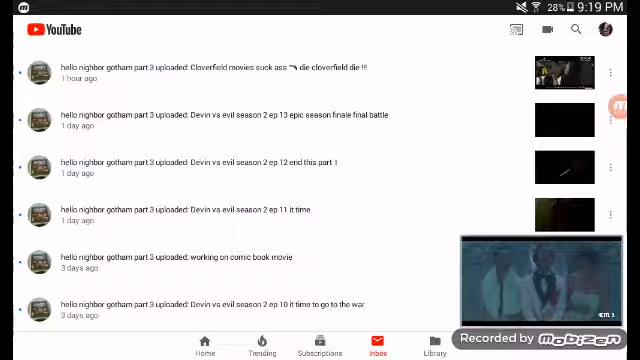 28% 9:19 PM
YouTube
hello nighbor gotham part 3 uploaded: Cloverfield movies suck ass 🔫 die cloverfield die !!!
1 hour ago
hello nighbor gotham part 3 uploaded: Devin vs evil season 2 ep 13 epic season finale final battle
1 day ago
hello nighbor gotham part 3 uploaded: Devin vs evil season 2 ep 12 end this part 1
1 day ago
hello nighbor gotham part 3 uploaded: Devin vs evil season 2 ep 11 it time
1 day ago
hello nighbor gotham part 3 uploaded: working on comic book movie
3 days ago
hello nighbor gotham part 3 uploaded: Devin vs evil season 2 ep 10 it time to go to the war
3 days ago
Home Trending Subscriptions Inbox Library
Recorded by MOBIZEN